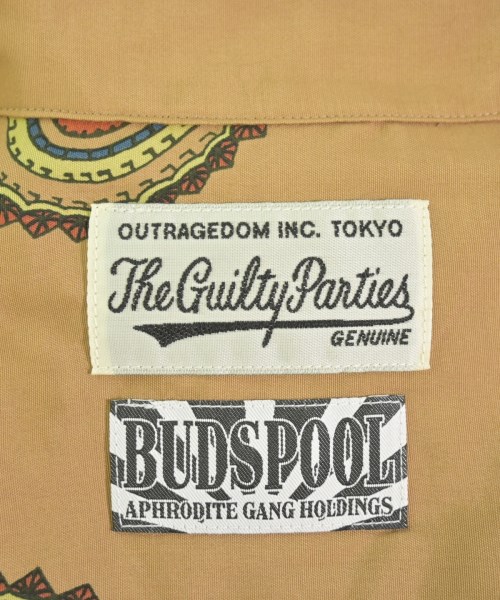 OUTRAGEDOM INC. TOKYO
The Guilty Parties
GENUINE
BUDSPOOL
APHRODITE GANG HOLDINGS